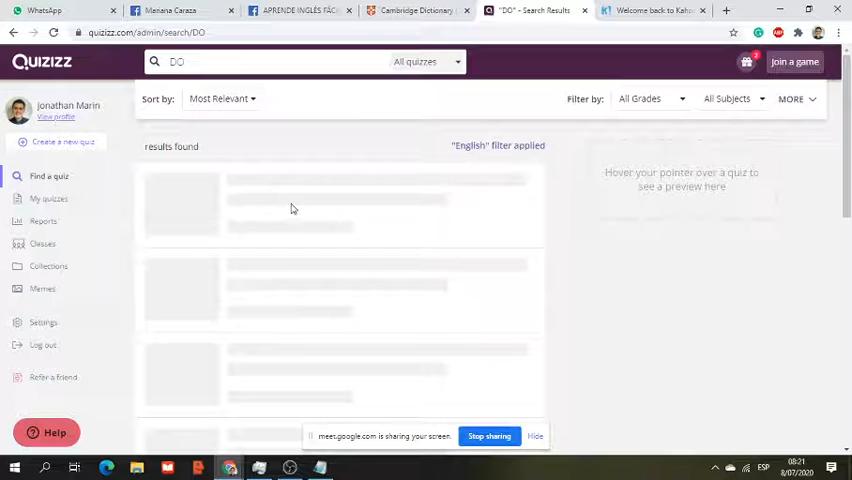 WhatsApp
Mariana Caraza
APRENDE INGLÉS FÁC
Cambridge Dictionary |
"DO" - Search Results
Welcome back to Kaho
quizizz.com/admin/search/DO
QUIZIZZ
DO
All quizzes
Join a game
Jonathan Marin
View profile
Create a new quiz
Find a quiz
My quizzes
Reports
Classes
Collections
Memes
Settings
Log out
Refer a friend
Help
Sort by:
Most Relevant
Filter by:
All Grades
All Subjects
MORE
results found
"English" filter applied
Hover your pointer over a quiz to
see a preview here
meet.google.com is sharing your screen.
Stop sharing
Hide
ESP
08:21
8/07/2020